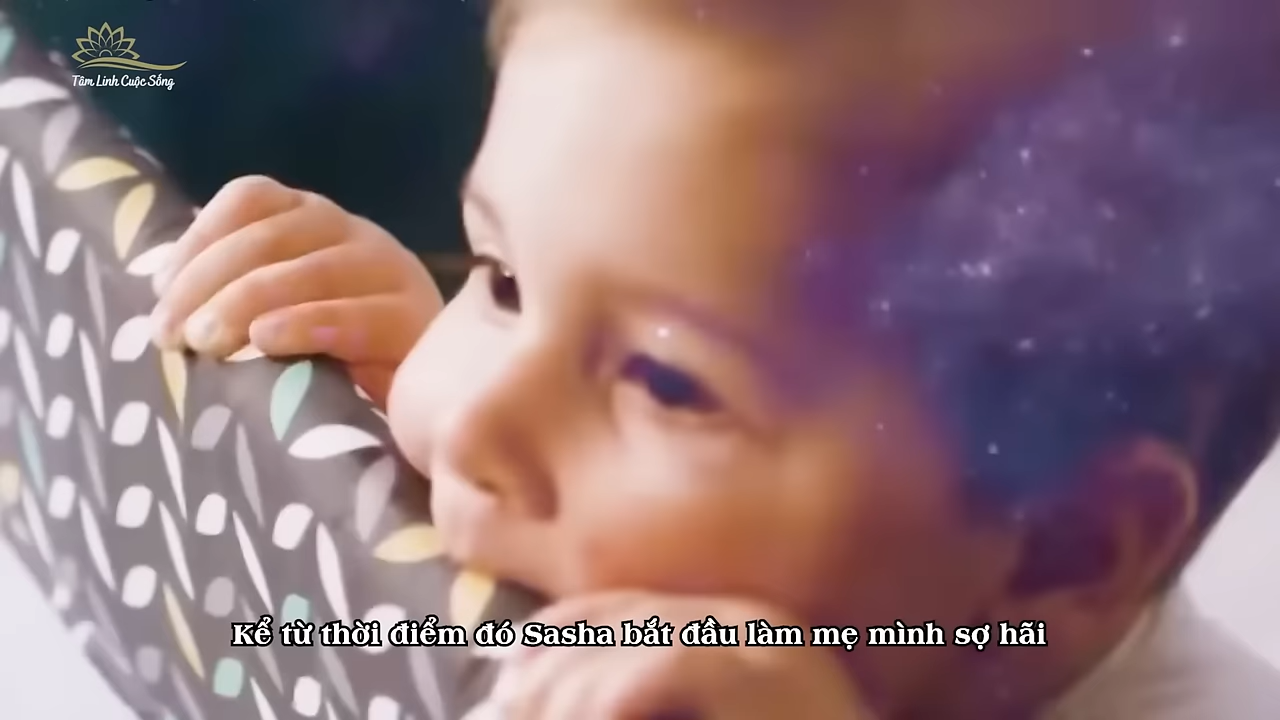 Tâm Linh Cuộc Sống
Kể từ thời điểm đó Sasha bắt đầu làm mẹ mình sợ hãi